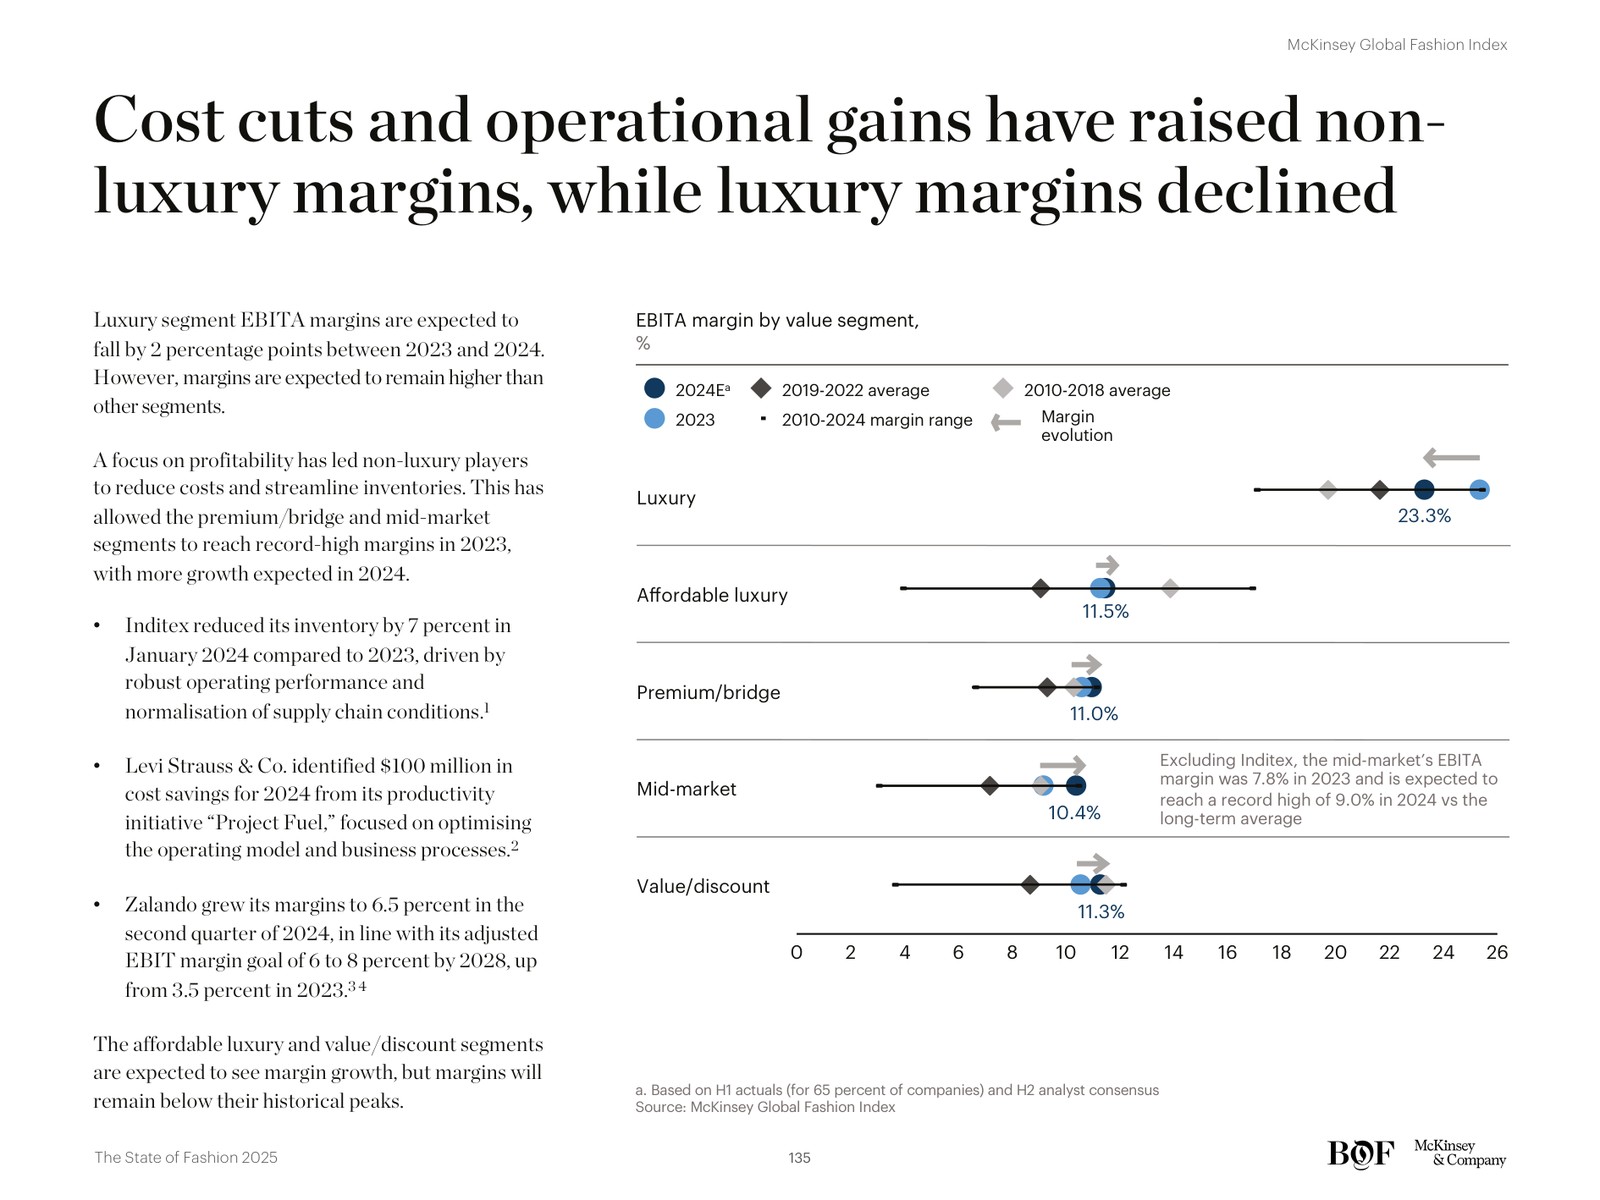 McKinsey Global Fashion Index
Cost cuts and operational gains have raised non-
luxury margins, while luxury margins declined
Luxury segment EBITA margins are expected to
fall by 2 percentage points between 2023 and 2024.
However, margins are expected to remain higher than
other segments.
A focus on profitability has led non-luxury players
to reduce costs and streamline inventories. This has
allowed the premium/bridge and mid-market
segments to reach record-high margins in 2023,
with more growth expected in 2024.
• Inditex reduced its inventory by 7 percent in
January 2024 compared to 2023, driven by
robust operating performance and
normalisation of supply chain conditions.¹
• Levi Strauss & Co. identified $100 million in
cost savings for 2024 from its productivity
initiative “Project Fuel,” focused on optimising
the operating model and business processes.²
• Zalando grew its margins to 6.5 percent in the
second quarter of 2024, in line with its adjusted
EBIT margin goal of 6 to 8 percent by 2028, up
from 3.5 percent in 2023.³ ⁴
The affordable luxury and value/discount segments
are expected to see margin growth, but margins will
remain below their historical peaks.
EBITA margin by value segment,
%
2024Eᵃ 2019-2022 average 2010-2018 average
2023 2010-2024 margin range Margin
evolution
Luxury
23.3%
Affordable luxury
11.5%
Premium/bridge
11.0%
Mid-market
10.4%
Excluding Inditex, the mid-market’s EBITA
margin was 7.8% in 2023 and is expected to
reach a record high of 9.0% in 2024 vs the
long-term average
Value/discount
11.3%
0 2 4 6 8 10 12 14 16 18 20 22 24 26
a. Based on H1 actuals (for 65 percent of companies) and H2 analyst consensus
Source: McKinsey Global Fashion Index
The State of Fashion 2025
135
BOF
McKinsey
& Company